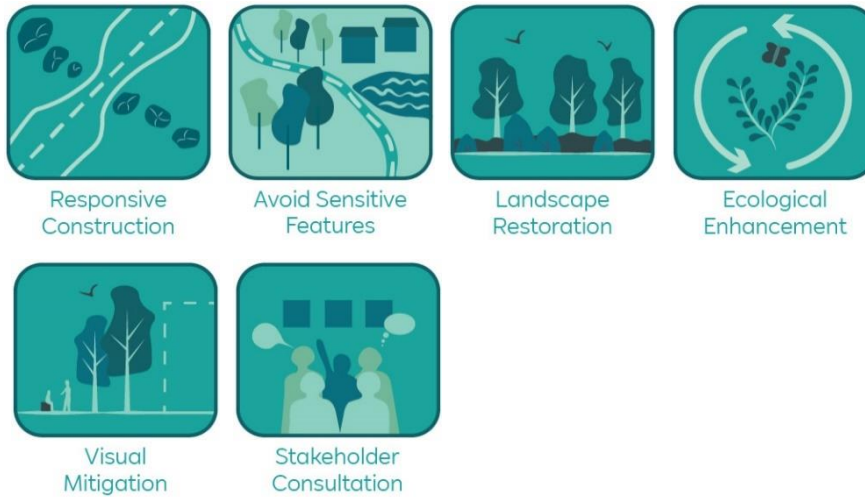 Responsive
Construction
Avoid Sensitive
Features
Landscape
Restoration
Ecological
Enhancement
Visual
Mitigation
Stakeholder
Consultation